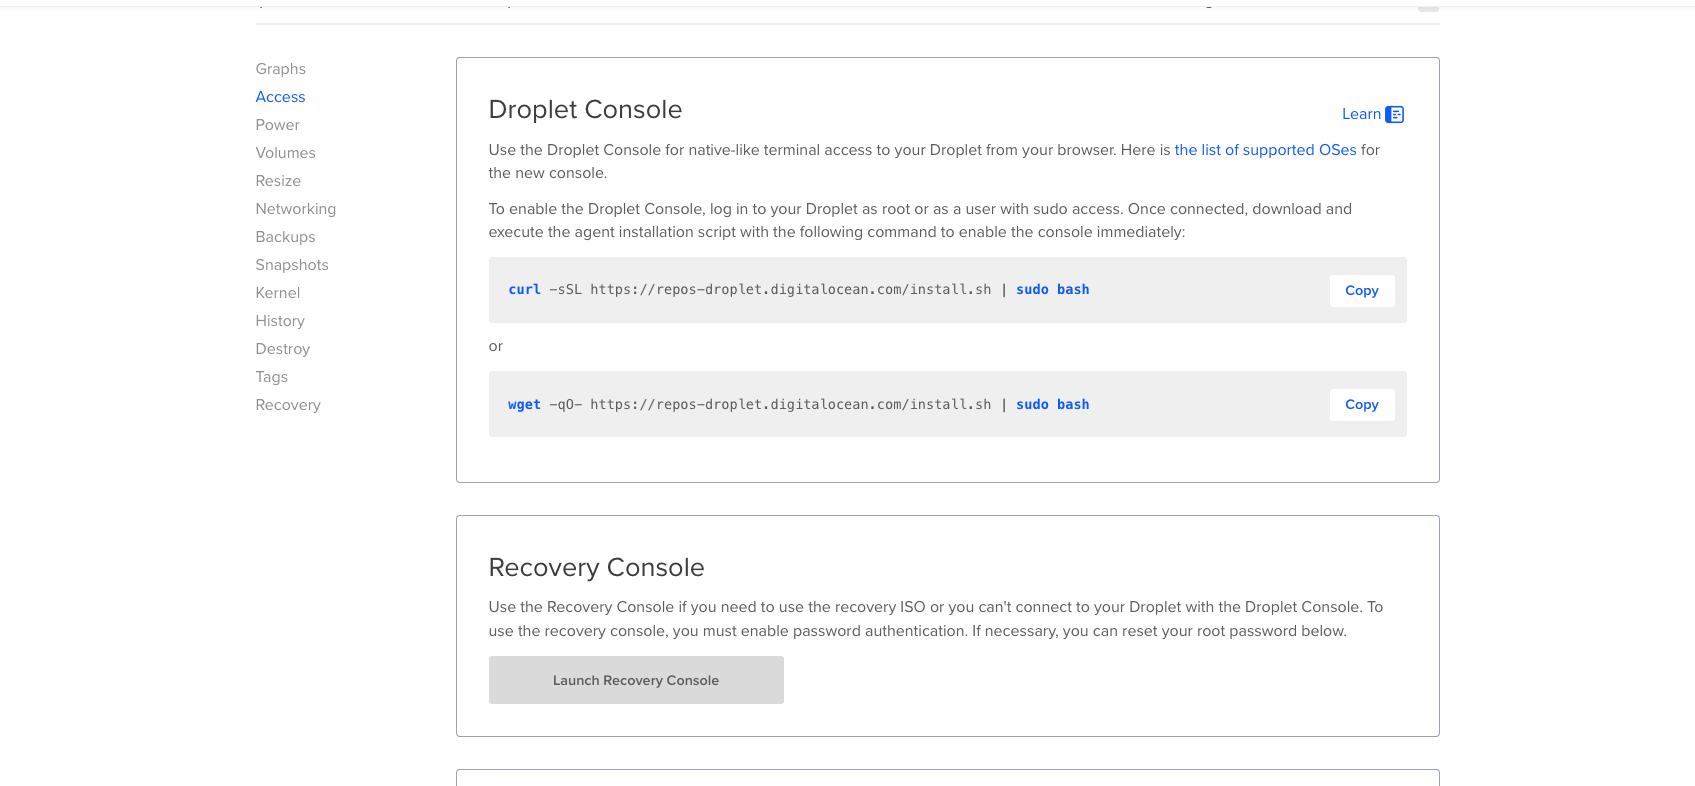 Graphs
Access
Power
Volumes
Resize
Networking
Backups
Snapshots
Kernel
History
Destroy
Tags
Recovery
Droplet Console
Learn
Use the Droplet Console for native-like terminal access to your Droplet from your browser. Here is the list of supported OSes for
the new console.
To enable the Droplet Console, log in to your Droplet as root or as a user with sudo access. Once connected, download and
execute the agent installation script with the following command to enable the console immediately:
curl -sSL https://repos-droplet.digitalocean.com/install.sh | sudo bash
Copy
or
wget -qO- https://repos-droplet.digitalocean.com/install.sh | sudo bash
Copy
Recovery Console
Use the Recovery Console if you need to use the recovery ISO or you can't connect to your Droplet with the Droplet Console. To
use the recovery console, you must enable password authentication. If necessary, you can reset your root password below.
Launch Recovery Console